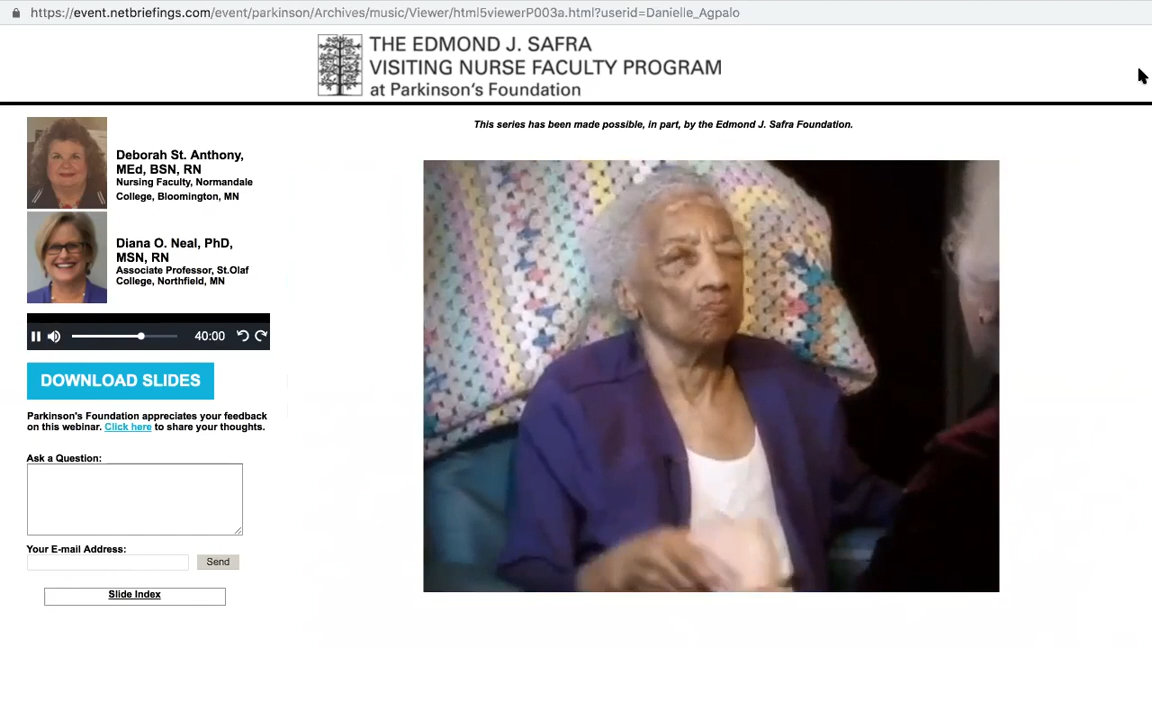 https://event.netbriefings.com/event/parkinson/Archives/music/Viewer/html5viewerP003a.html?userid=Danielle_Agpalo
THE EDMOND J. SAFRA
VISITING NURSE FACULTY PROGRAM
at Parkinson's Foundation
This series has been made possible, in part, by the Edmond J. Safra Foundation.
Deborah St. Anthony,
MEd, BSN, RN
Nursing Faculty, Normandale
College, Bloomington, MN
Diana O. Neal, PhD,
MSN, RN
Associate Professor, St.Olaf
College, Northfield, MN
40:00
DOWNLOAD SLIDES
Parkinson's Foundation appreciates your feedback
on this webinar. Click here to share your thoughts.
Ask a Question:
Your E-mail Address:
Send
Slide Index